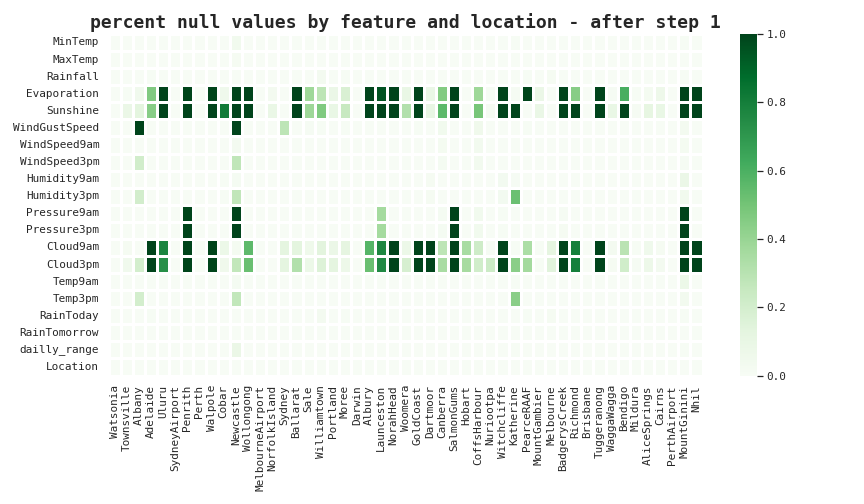 percent null values by feature and location - after step 1
MinTemp
MaxTemp
Rainfall
Evaporation
Sunshine
WindGustSpeed
WindSpeed9am
WindSpeed3pm
Humidity9am
Humidity3pm
Pressure9am
Pressure3pm
Cloud9am
Cloud3pm
Temp9am
Temp3pm
RainToday
RainTomorrow
dailly_range
Location
1.0
0.8
0.6
0.4
0.2
0.0
Watsonia
Townsville
Albany
Adelaide
Uluru
SydneyAirport
Penrith
Perth
Walpole
Cobar
Newcastle
Wollongong
MelbourneAirport
NorfolkIsland
Sydney
Ballarat
Sale
Williamtown
Portland
Moree
Darwin
Albury
Launceston
NorahHead
Woomera
GoldCoast
Dartmoor
Canberra
SalmonGums
Hobart
CoffsHarbour
Nuriootpa
Witchcliffe
Katherine
PearceRAAF
MountGambier
Melbourne
BadgerysCreek
Richmond
Brisbane
Tuggeranong
WaggaWagga
Bendigo
Mildura
AliceSprings
Cairns
PerthAirport
MountGinini
Nhil